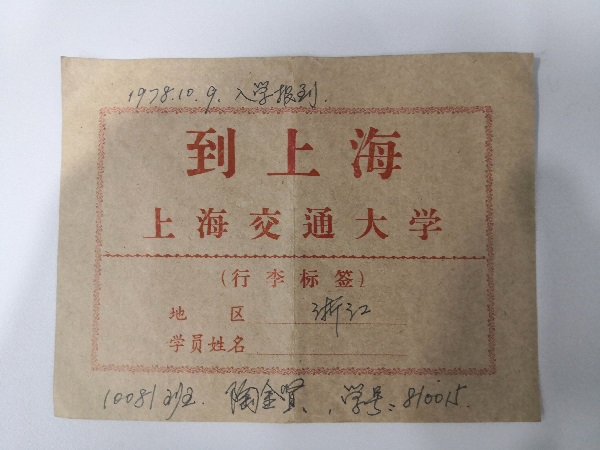 1978.10.9. 入学报到.
到上海
上海交通大学
(行李标签)
地 区 浙江
学员姓名
10081班. 陶金贤., 学号: 810015.